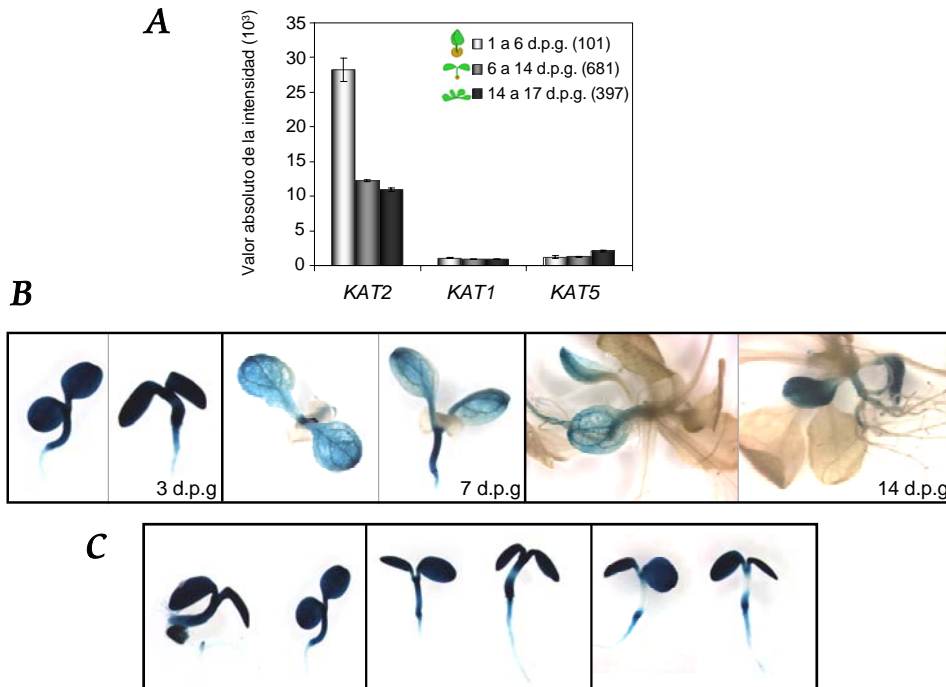 A
Valor absoluto de la intensidad (10³)
35
30
25
20
15
10
5
0
1 a 6 d.p.g. (101)
6 a 14 d.p.g. (681)
14 a 17 d.p.g. (397)
KAT2 KAT1 KAT5
B
3 d.p.g 7 d.p.g 14 d.p.g
C